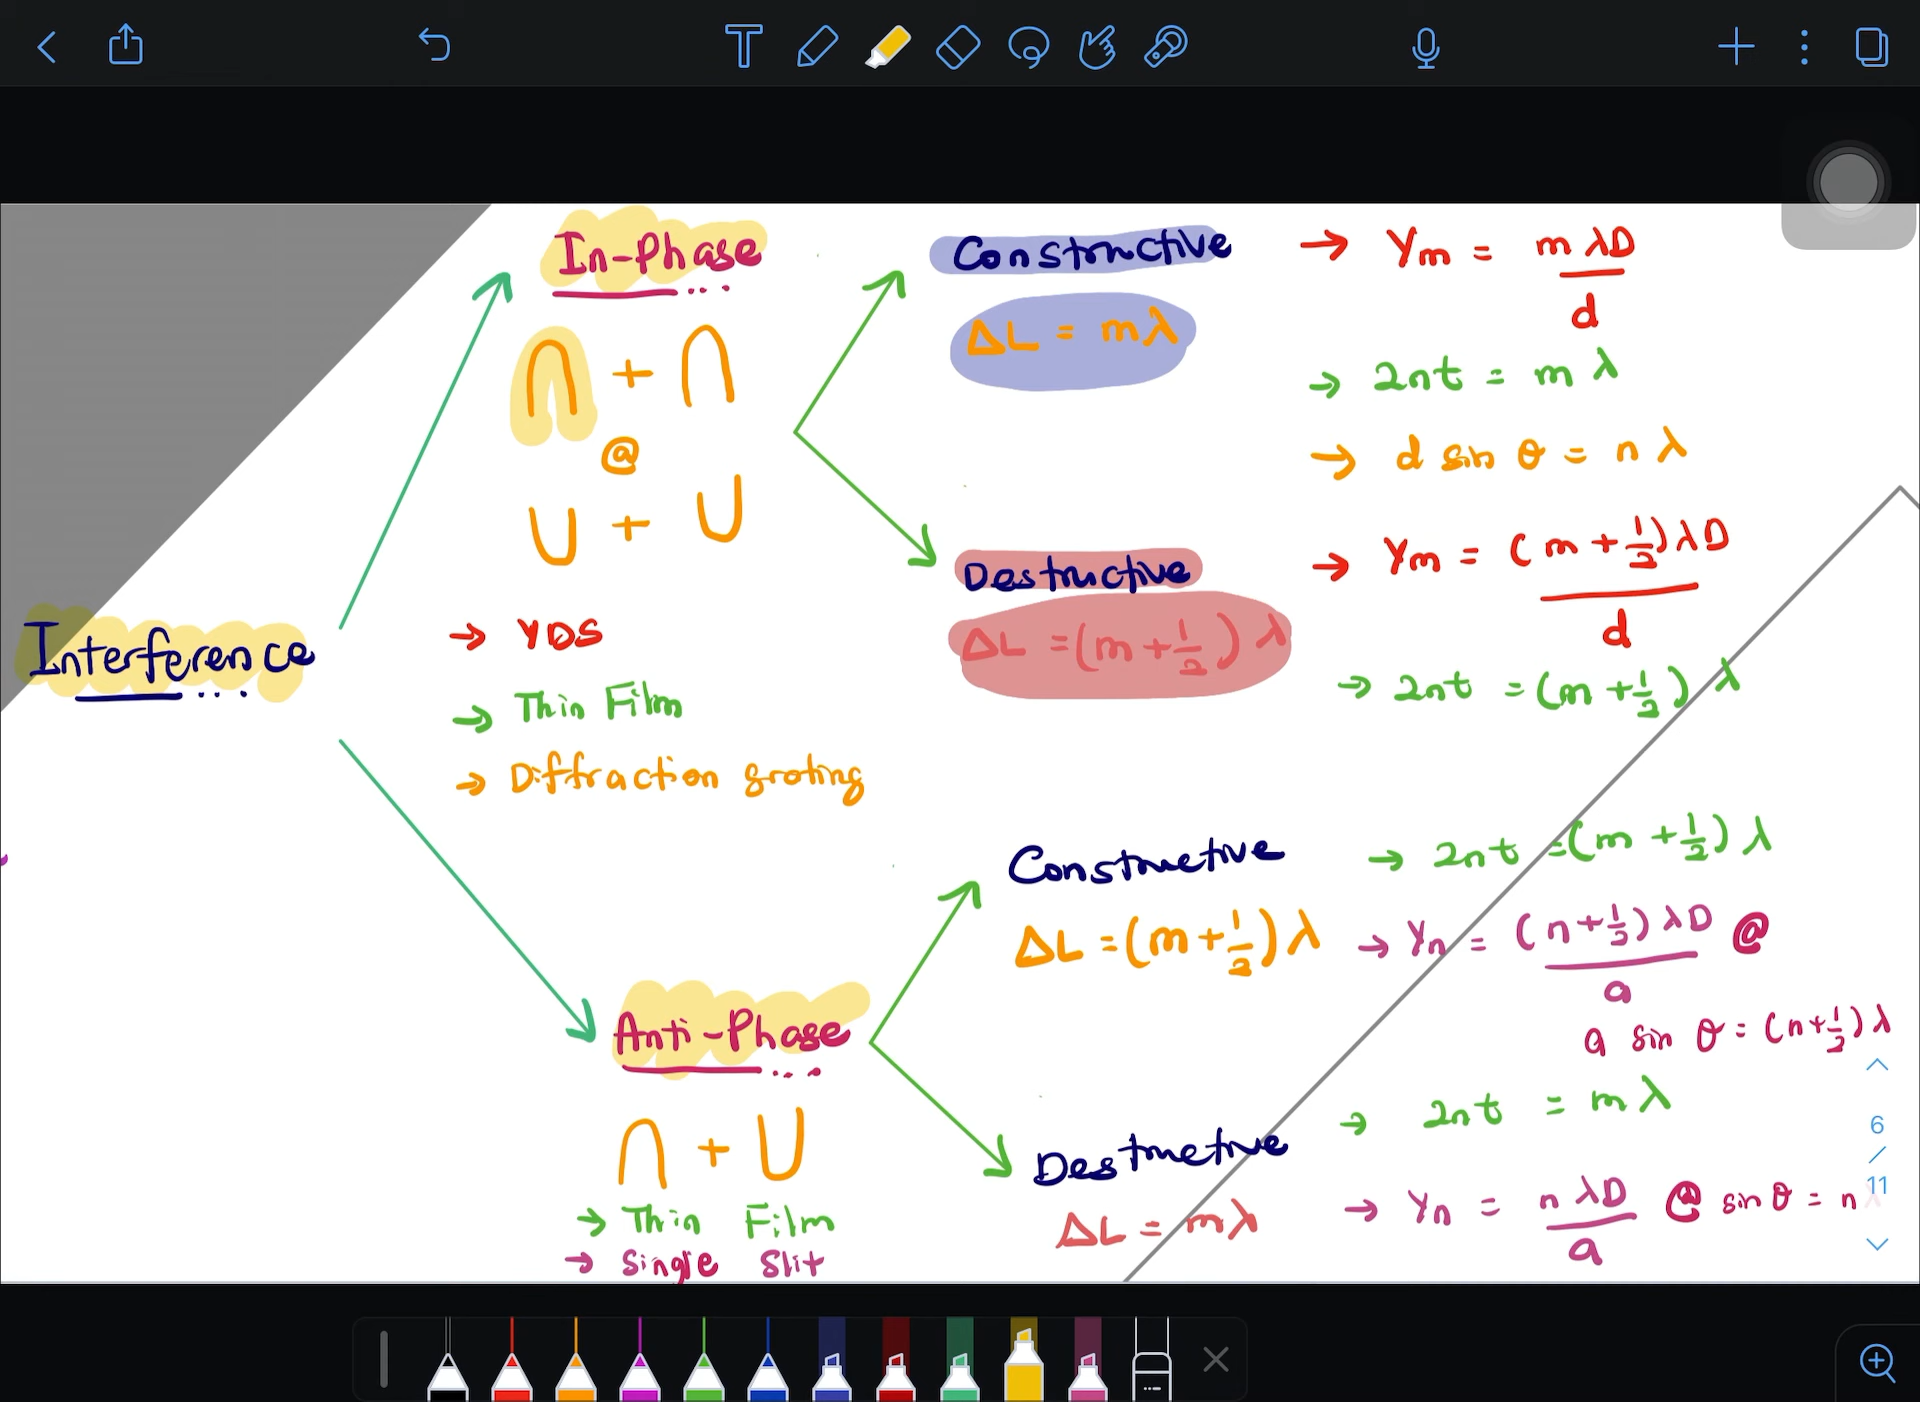 In-Phase
∩ + ∩
@
U + U
→ YDS
→ Thin Film
→ Diffraction grating
Interference
Constructive
ΔL = mλ
→ Ym = mλD / d
→ 2nt = mλ
→ d sin θ = nλ
Destructive
ΔL = (m + 1/2) λ
→ Ym = (m + 1/2) λD / d
→ 2nt = (m + 1/2) λ
Anti-Phase
∩ + U
→ Thin Film
→ Single Slit
Constructive
ΔL = (m + 1/2) λ
→ 2nt = (m + 1/2) λ
→ Yn = (n + 1/2) λD / a @
a sin θ = (n + 1/2) λ
Destructive
ΔL = mλ
→ 2nt = mλ
→ Yn = nλD / a @ sin θ = nλ
6
/
11